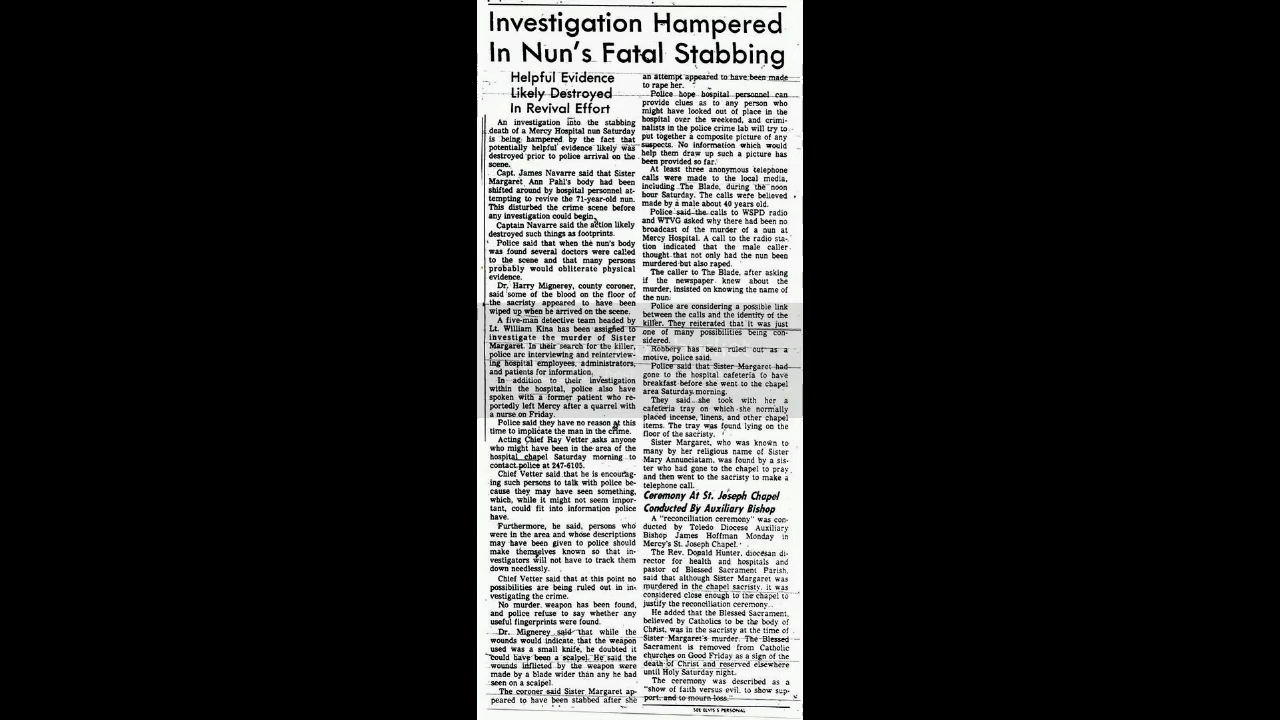 Investigation Hampered
In Nun's Fatal Stabbing
Helpful Evidence
Likely Destroyed
In Revival Effort
An investigation into the stabbing
death of a Mercy Hospital nun Saturday
is being hampered by the fact that
potentially helpful evidence likely was
destroyed prior to police arrival on the
scene.
Capt. James Navarre said that Sister
Margaret Ann Pahl's body had been
shifted around by hospital personnel at-
tempting to revive the 71-year-old nun.
This disturbed the crime scene before
any investigation could begin.
Captain Navarre said the action likely
destroyed such things as footprints.
Police said that when the nun's body
was found several doctors were called
to the scene and that many persons
probably would obliterate physical
evidence.
Dr. Harry Mignerey, county coroner,
said some of the blood on the floor of
the sacristy appeared to have been
wiped up when he arrived on the scene.
A five-man detective team headed by
Lt. William Kina has been assigned to
investigate the murder of Sister
Margaret. In their search for the killer,
police are interviewing and reinterview-
ing hospital employees, administrators,
and patients for information.
In addition to their investigation
within the hospital, police also have
spoken with a former patient who re-
portedly left Mercy after a quarrel with
a nurse on Friday.
Police said they have no reason at this
time to implicate the man in the crime.
Acting Chief Ray Vetter asks anyone
who might have been in the area of the
hospital chapel Saturday morning to
contact police at 247-6105.
Chief Vetter said that he is encourag-
ing such persons to talk with police be-
cause they may have seen something,
which, while it might not seem impor-
tant, could fit into information police
have.
Furthermore, he said, persons who
were in the area and whose descriptions
may have been given to police should
make themselves known so that in-
vestigators will not have to track them
down needlessly.
Chief Vetter said that at this point no
possibilities are being ruled out in in-
vestigating the crime.
No murder weapon has been found,
and police refuse to say whether any
useful fingerprints were found.
Dr. Mignerey said that while the
wounds would indicate that the weapon
used was a small knife, he doubted it
could have been a scalpel. He said the
wounds inflicted by the weapon were
made by a blade wider than any he had
seen on a scalpel.
The coroner said Sister Margaret ap-
peared to have been stabbed after she
an attempt appeared to have been made
to rape her.
Police hope hospital personnel can
provide clues as to any person who
might have looked out of place in the
hospital over the weekend, and crimi-
nalists in the police crime lab will try to
put together a composite picture of any
suspects. No information which would
help them draw up such a picture has
been provided so far.
At least three anonymous telephone
calls were made to the local media,
including The Blade, during the noon
hour Saturday. The calls were believed
made by a male about 40 years old.
Police said the calls to WSPD radio
and WTVG asked why there had been no
broadcast of the murder of a nun at
Mercy Hospital. A call to the radio sta-
tion indicated that the male caller
thought that not only had the nun been
murdered but also raped.
The caller to The Blade, after asking
if the newspaper knew about the
murder, insisted on knowing the name of
the nun.
Police are considering a possible link
between the calls and the identity of the
killer. They reiterated that it was just
one of many possibilities being con-
sidered.
Robbery has been ruled out as a
motive, police said.
Police said that Sister Margaret had
gone to the hospital cafeteria to have
breakfast before she went to the chapel
area Saturday morning.
They said she took with her a
cafeteria tray on which she normally
placed incense, linens, and other chapel
items. The tray was found lying on the
floor of the sacristy.
Sister Margaret, who was known to
many by her religious name of Sister
Mary Annunciatam, was found by a sis-
ter who had gone to the chapel to pray
and then went to the sacristy to make a
telephone call.
Ceremony At St. Joseph Chapel
Conducted By Auxiliary Bishop
A "reconciliation ceremony" was con-
ducted by Toledo Diocese Auxiliary
Bishop James Hoffman Monday in
Mercy's St. Joseph Chapel.
The Rev. Donald Hunter, diocesan di-
rector for health and hospitals and
pastor of Blessed Sacrament Parish,
said that although Sister Margaret was
murdered in the chapel sacristy, it was
considered close enough to the chapel to
justify the reconciliation ceremony.
He added that the Blessed Sacrament,
believed by Catholics to be the body of
Christ, was in the sacristy at the time of
Sister Margaret's murder. The Blessed
Sacrament is removed from Catholic
churches on Good Friday as a sign of the
death of Christ and reserved elsewhere
until Holy Saturday night.
The ceremony was described as a
"show of faith versus evil, to show sup-
port, and to mourn loss."
SEE ELVIS'S PERSONAL